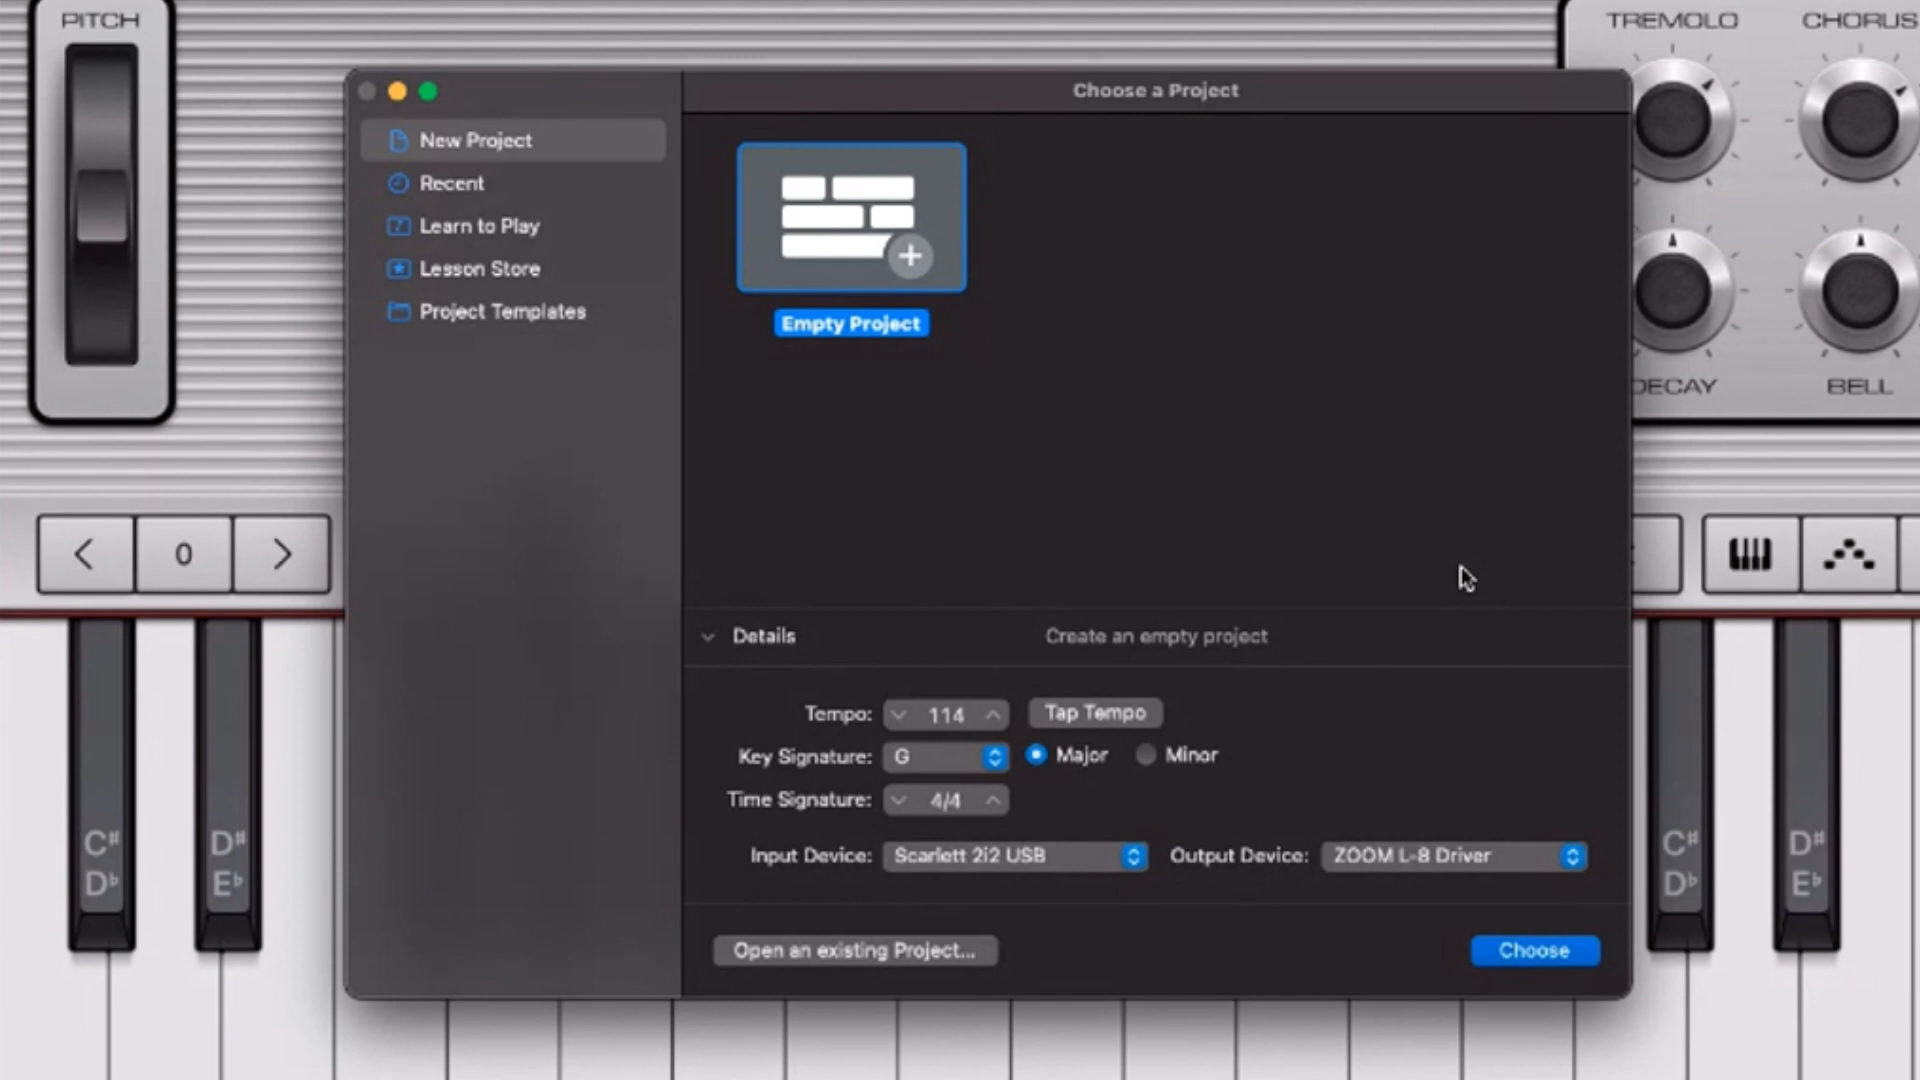 PITCH
TREMOLO
CHORUS
Choose a Project
New Project
Recent
Learn to Play
Lesson Store
Project Templates
Empty Project
DECAY
BELL
0
Details
Create an empty project
Tempo: 114 Tap Tempo
Key Signature: G Major Minor
Time Signature: 4/4
Input Device: Scarlett 2i2 USB Output Device: ZOOM L-8 Driver
Open an existing Project...
Choose
C♯
D♭
D♯
E♭
C♯
D♭
D♯
E♭